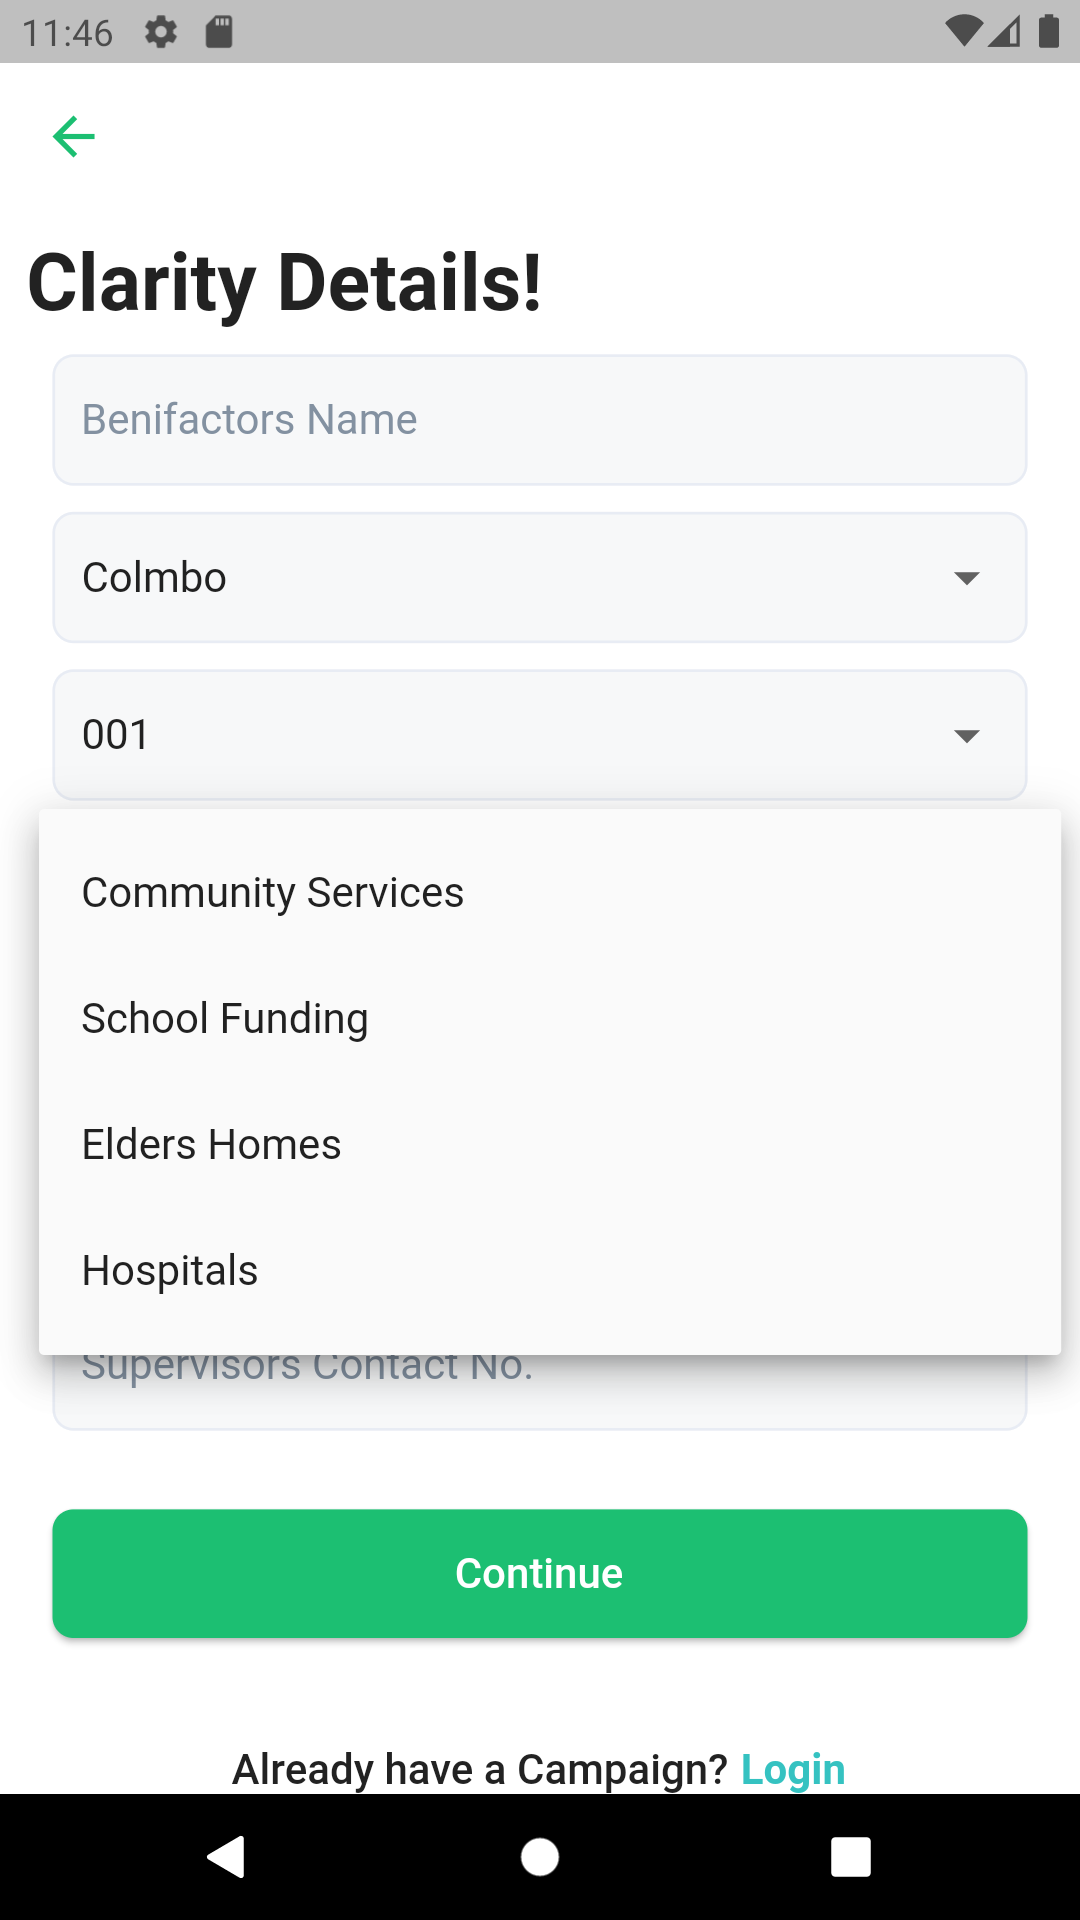 11:46
Clarity Details!
Benifactors Name
Colmbo
001
Community Services
School Funding
Elders Homes
Hospitals
Supervisors Contact No.
Continue
Already have a Campaign? Login